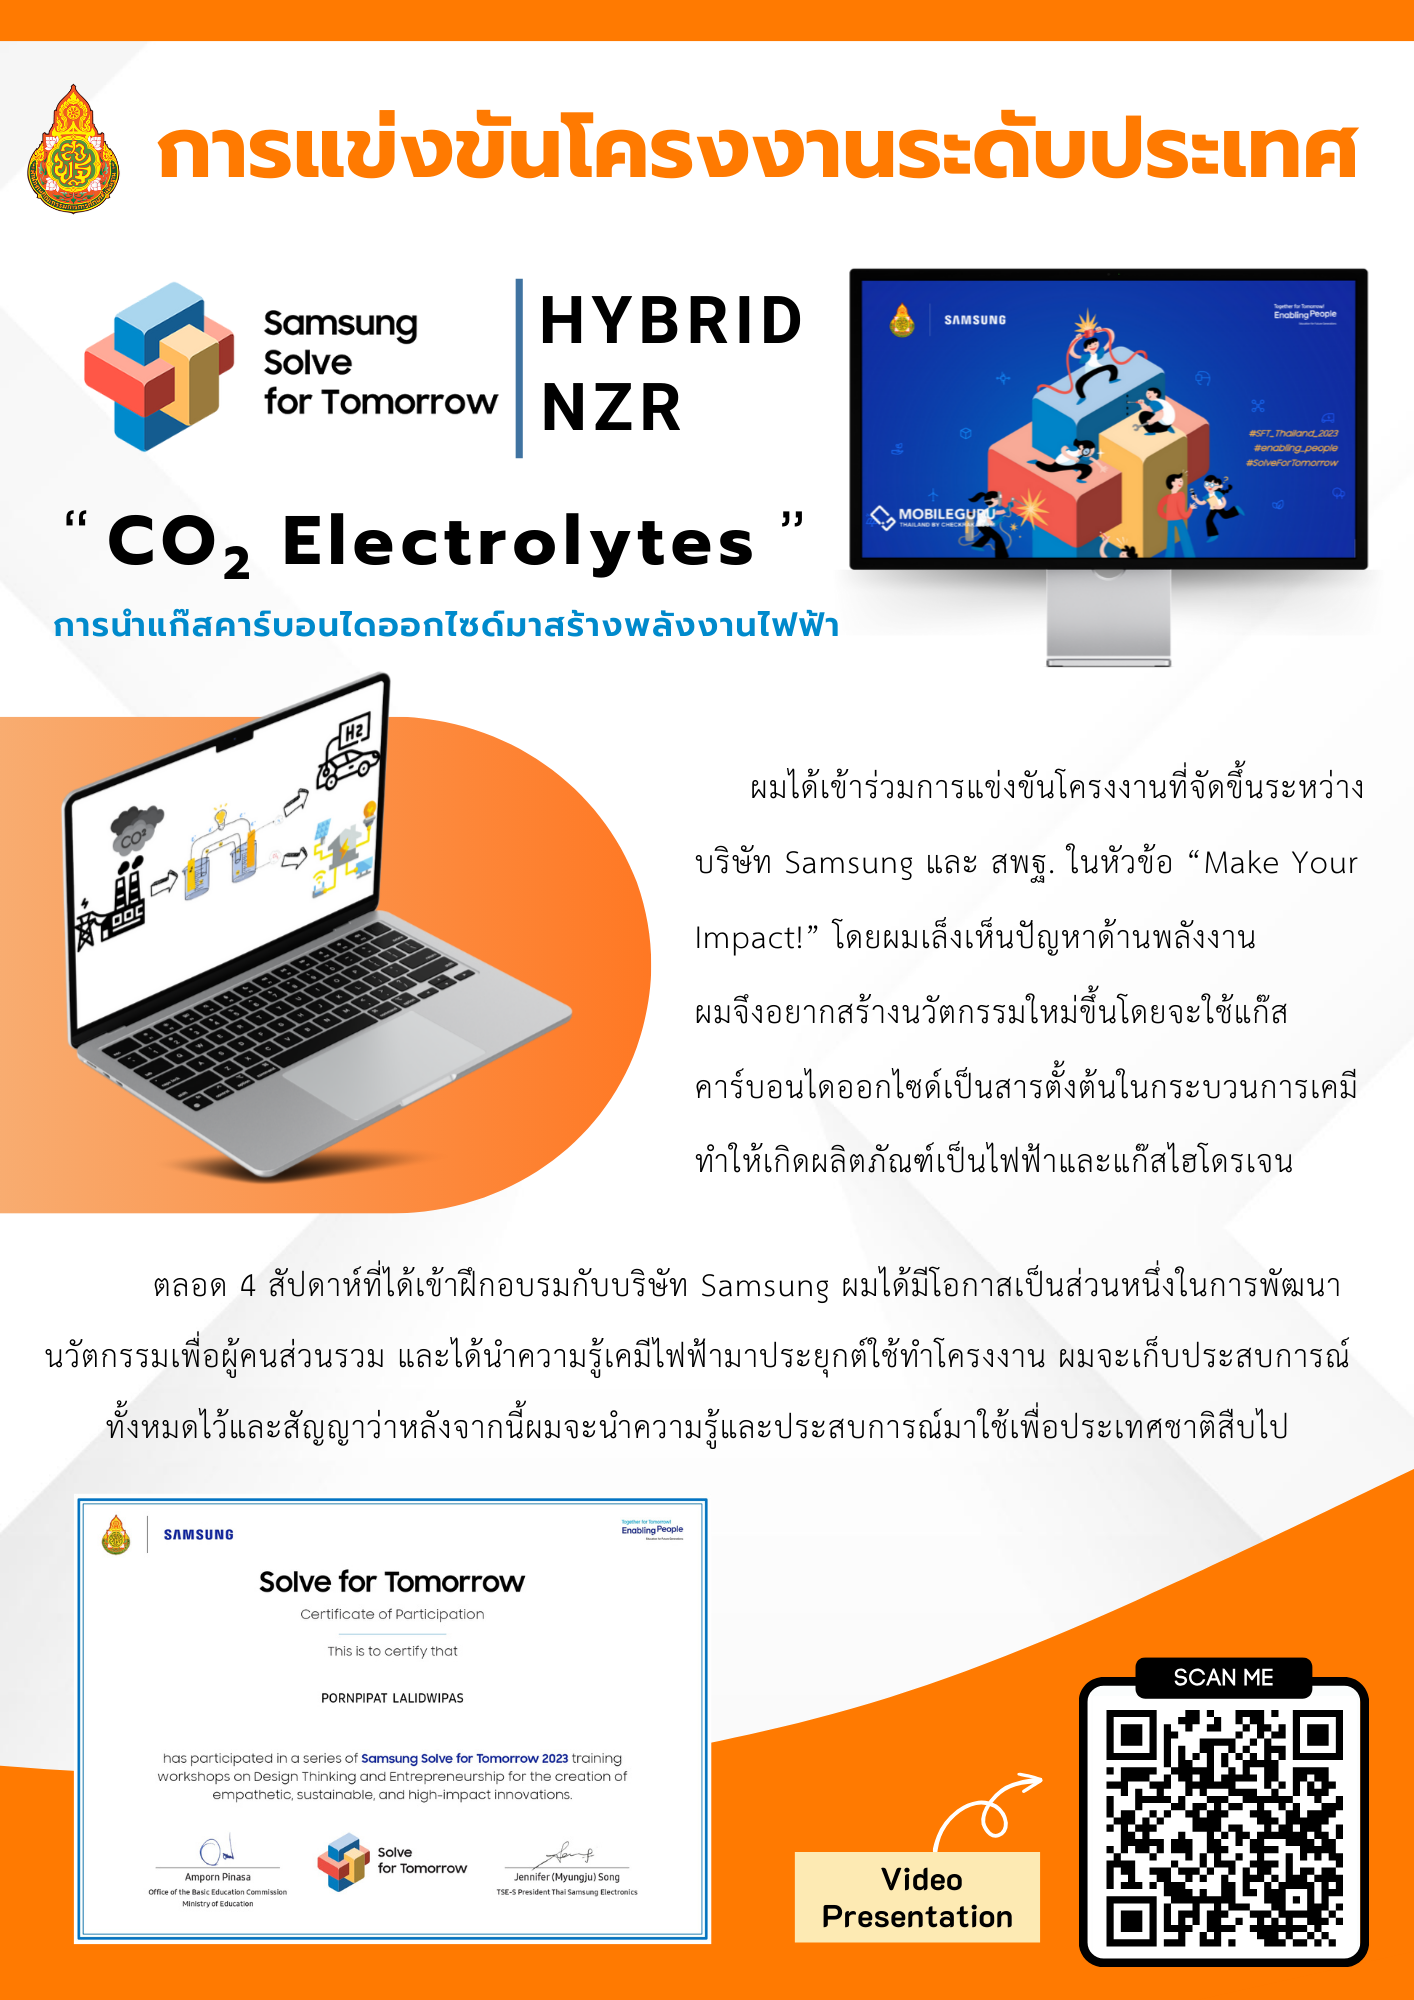 การแข่งขันโครงงานระดับประเทศ
Samsung
Solve
for Tomorrow
HYBRID
NZR
SAMSUNG
Together for Tomorrow!
Enabling People
Education for Future Generations
#SFT_Thailand_2023
#enabling_people
#SolveForTomorrow
MOBILEGURU
THAILAND BY CHECKRAKA
“ CO₂ Electrolytes ”
การนำแก๊สคาร์บอนไดออกไซด์มาสร้างพลังงานไฟฟ้า
H2
CO²
ผมได้เข้าร่วมการแข่งขันโครงงานที่จัดขึ้นระหว่าง
บริษัท Samsung และ สพฐ. ในหัวข้อ “Make Your
Impact!” โดยผมเล็งเห็นปัญหาด้านพลังงาน
ผมจึงอยากสร้างนวัตกรรมใหม่ขึ้นโดยจะใช้แก๊ส
คาร์บอนไดออกไซด์เป็นสารตั้งต้นในกระบวนการเคมี
ทำให้เกิดผลิตภัณฑ์เป็นไฟฟ้าและแก๊สไฮโดรเจน
ตลอด 4 สัปดาห์ที่ได้เข้าฝึกอบรมกับบริษัท Samsung ผมได้มีโอกาสเป็นส่วนหนึ่งในการพัฒนา
นวัตกรรมเพื่อผู้คนส่วนรวม และได้นำความรู้เคมีไฟฟ้ามาประยุกต์ใช้ทำโครงงาน ผมจะเก็บประสบการณ์
ทั้งหมดไว้และสัญญาว่าหลังจากนี้ผมจะนำความรู้และประสบการณ์มาใช้เพื่อประเทศชาติสืบไป
SAMSUNG
Together for Tomorrow!
Enabling People
Education for Future Generations
Solve for Tomorrow
Certificate of Participation
This is to certify that
PORNPIPAT LALIDWIPAS
has participated in a series of Samsung Solve for Tomorrow 2023 training
workshops on Design Thinking and Entrepreneurship for the creation of
empathetic, sustainable, and high-impact innovations.
Amporn Pinasa
Office of the Basic Education Commission
Ministry of Education
Solve
for Tomorrow
Jennifer (Myungju) Song
TSE-S President Thai Samsung Electronics
SCAN ME
Video
Presentation